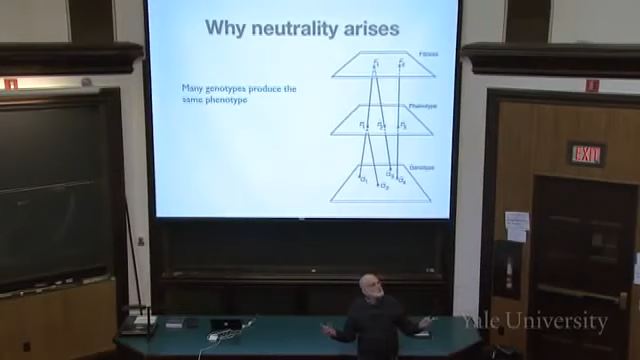 Why neutrality arises
Many genotypes produce the
same phenotype
Fitness
Phenotype
Genotype
EXIT
Yale University